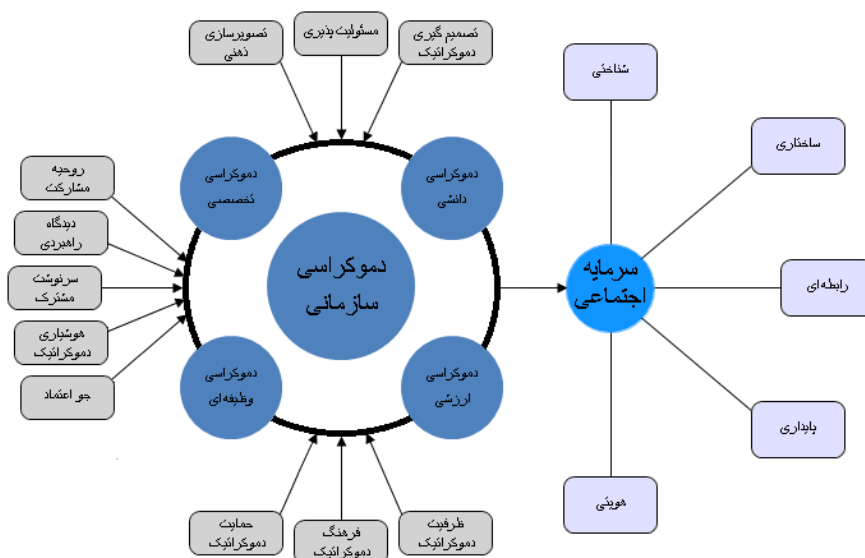 تصمیم گیری
دموکراتیک
مسئولیت پذیری
تصویرسازی
ذهنی
شناختی
ساختاری
رابطه ای
پایداری
هویتی
سرمایه
اجتماعی
دموکراسی
دانشی
دموکراسی
تخصصی
دموکراسی
سازمانی
دموکراسی
ارزشی
دموکراسی
وظیفه ای
روحیه
مشارکت
دیدگاه
راهبردی
سرنوشت
مشترک
هوشیاری
دموکراتیک
جو اعتماد
ظرفیت
دموکراتیک
فرهنگ
دموکراتیک
حمایت
دموکراتیک